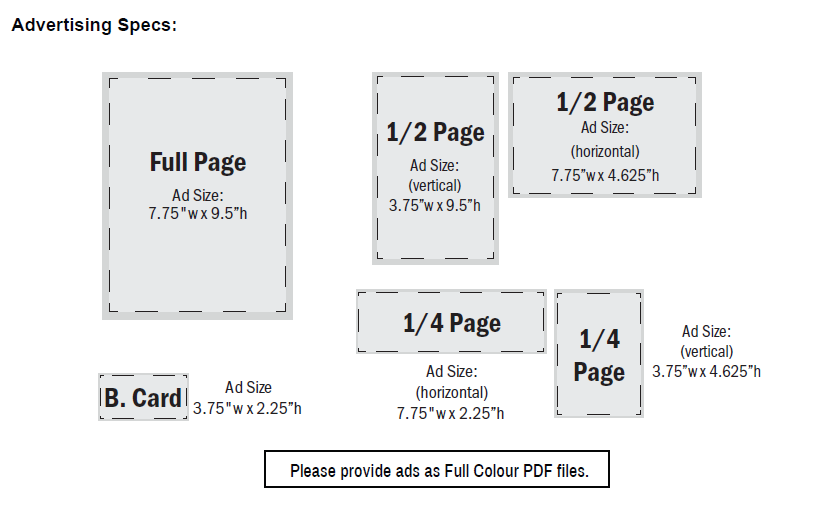 Advertising Specs:
Full Page
Ad Size:
7.75"w x 9.5”h
1/2 Page
Ad Size:
(vertical)
3.75”w x 9.5”h
1/2 Page
Ad Size:
(horizontal)
7.75”w x 4.625”h
1/4 Page
Ad Size:
(horizontal)
7.75"w x 2.25”h
1/4
Page
Ad Size:
(vertical)
3.75”w x 4.625”h
B. Card
Ad Size
3.75"w x 2.25”h
Please provide ads as Full Colour PDF files.